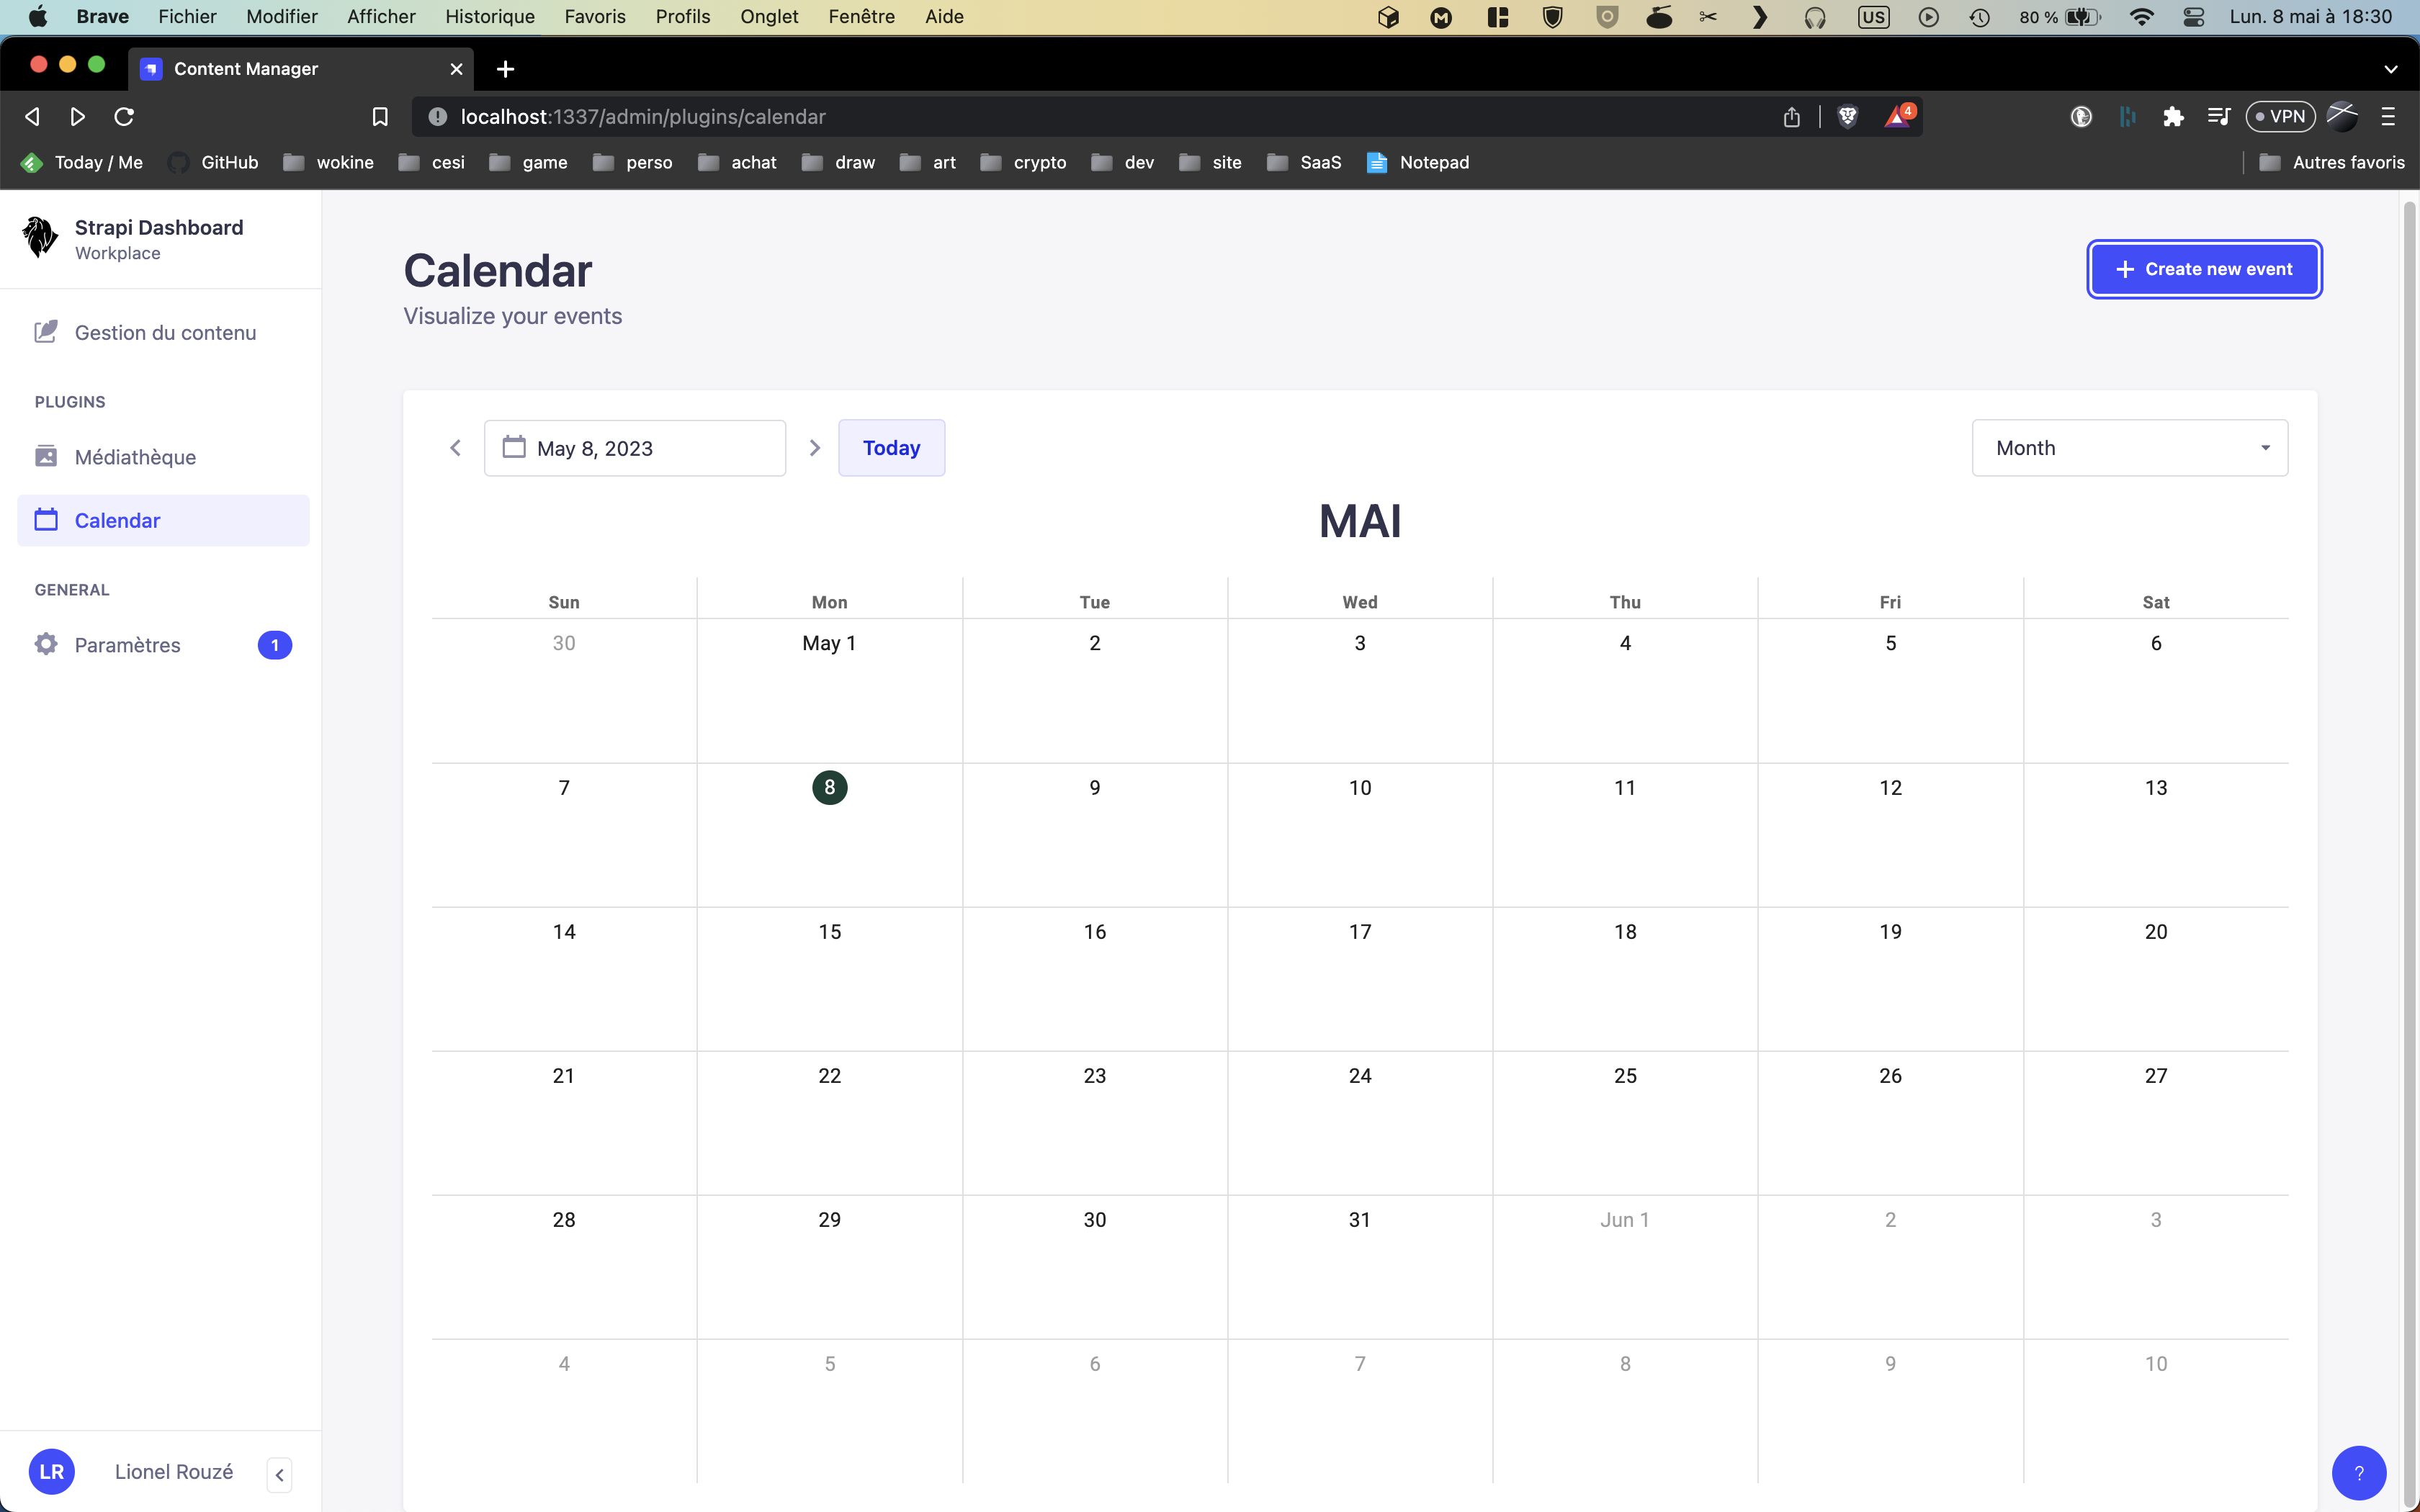 Brave Fichier Modifier Afficher Historique Favoris Profils Onglet Fenêtre Aide US 80 % Lun. 8 mai à 18:30
Content Manager
localhost:1337/admin/plugins/calendar 4 VPN
Today / Me GitHub wokine cesi game perso achat draw art crypto dev site SaaS Notepad Autres favoris
Strapi Dashboard
Workplace
Gestion du contenu
PLUGINS
Médiathèque
Calendar
GENERAL
Paramètres 1
LR Lionel Rouzé
Calendar
Visualize your events
+ Create new event
May 8, 2023 Today Month
MAI
Sun Mon Tue Wed Thu Fri Sat
30 May 1 2 3 4 5 6
7 8 9 10 11 12 13
14 15 16 17 18 19 20
21 22 23 24 25 26 27
28 29 30 31 Jun 1 2 3
4 5 6 7 8 9 10
?